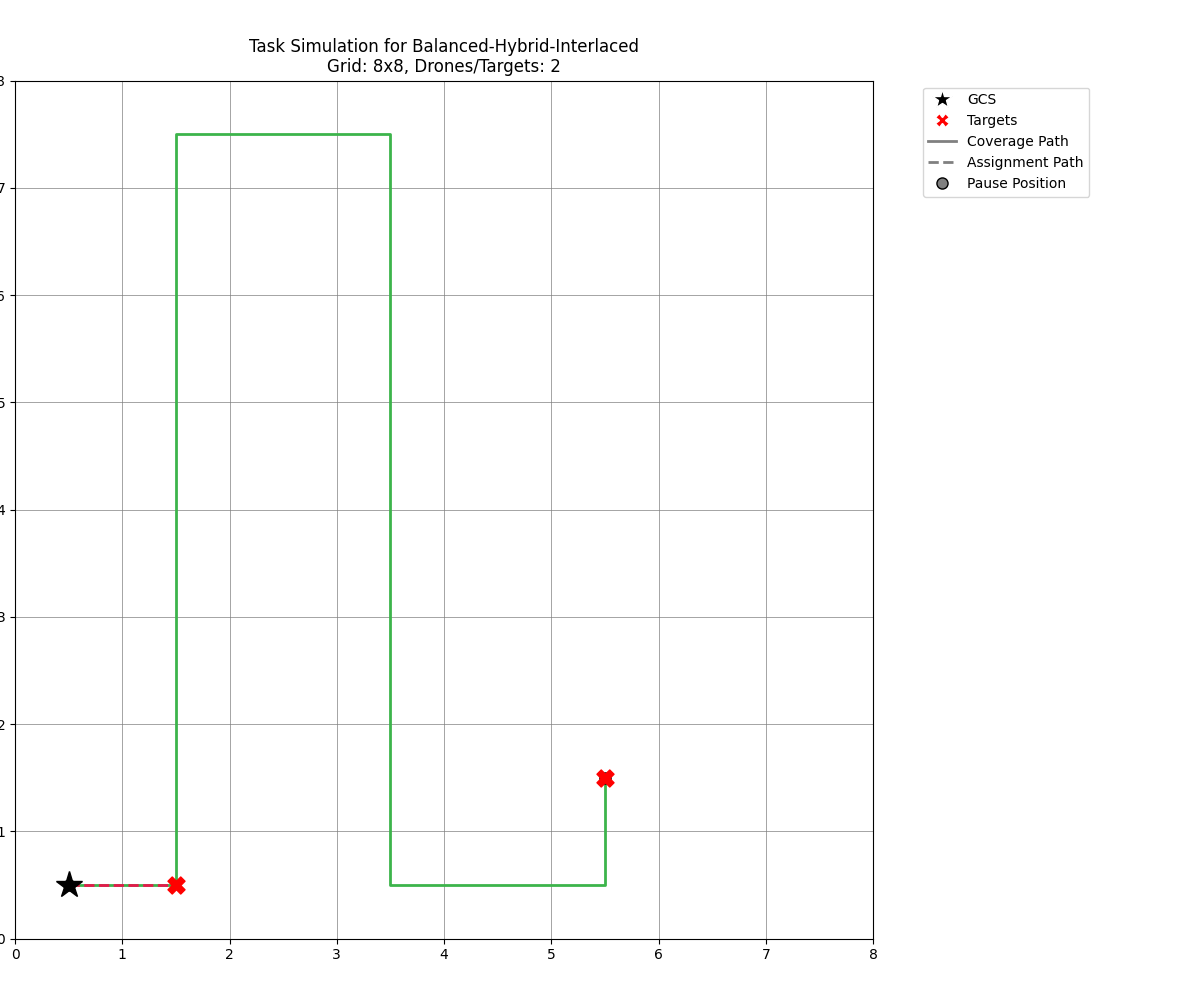 Task Simulation for Balanced-Hybrid-Interlaced
Grid: 8x8, Drones/Targets: 2
GCS
Targets
Coverage Path
Assignment Path
Pause Position
8
7
6
5
4
3
2
1
0
0 1 2 3 4 5 6 7 8